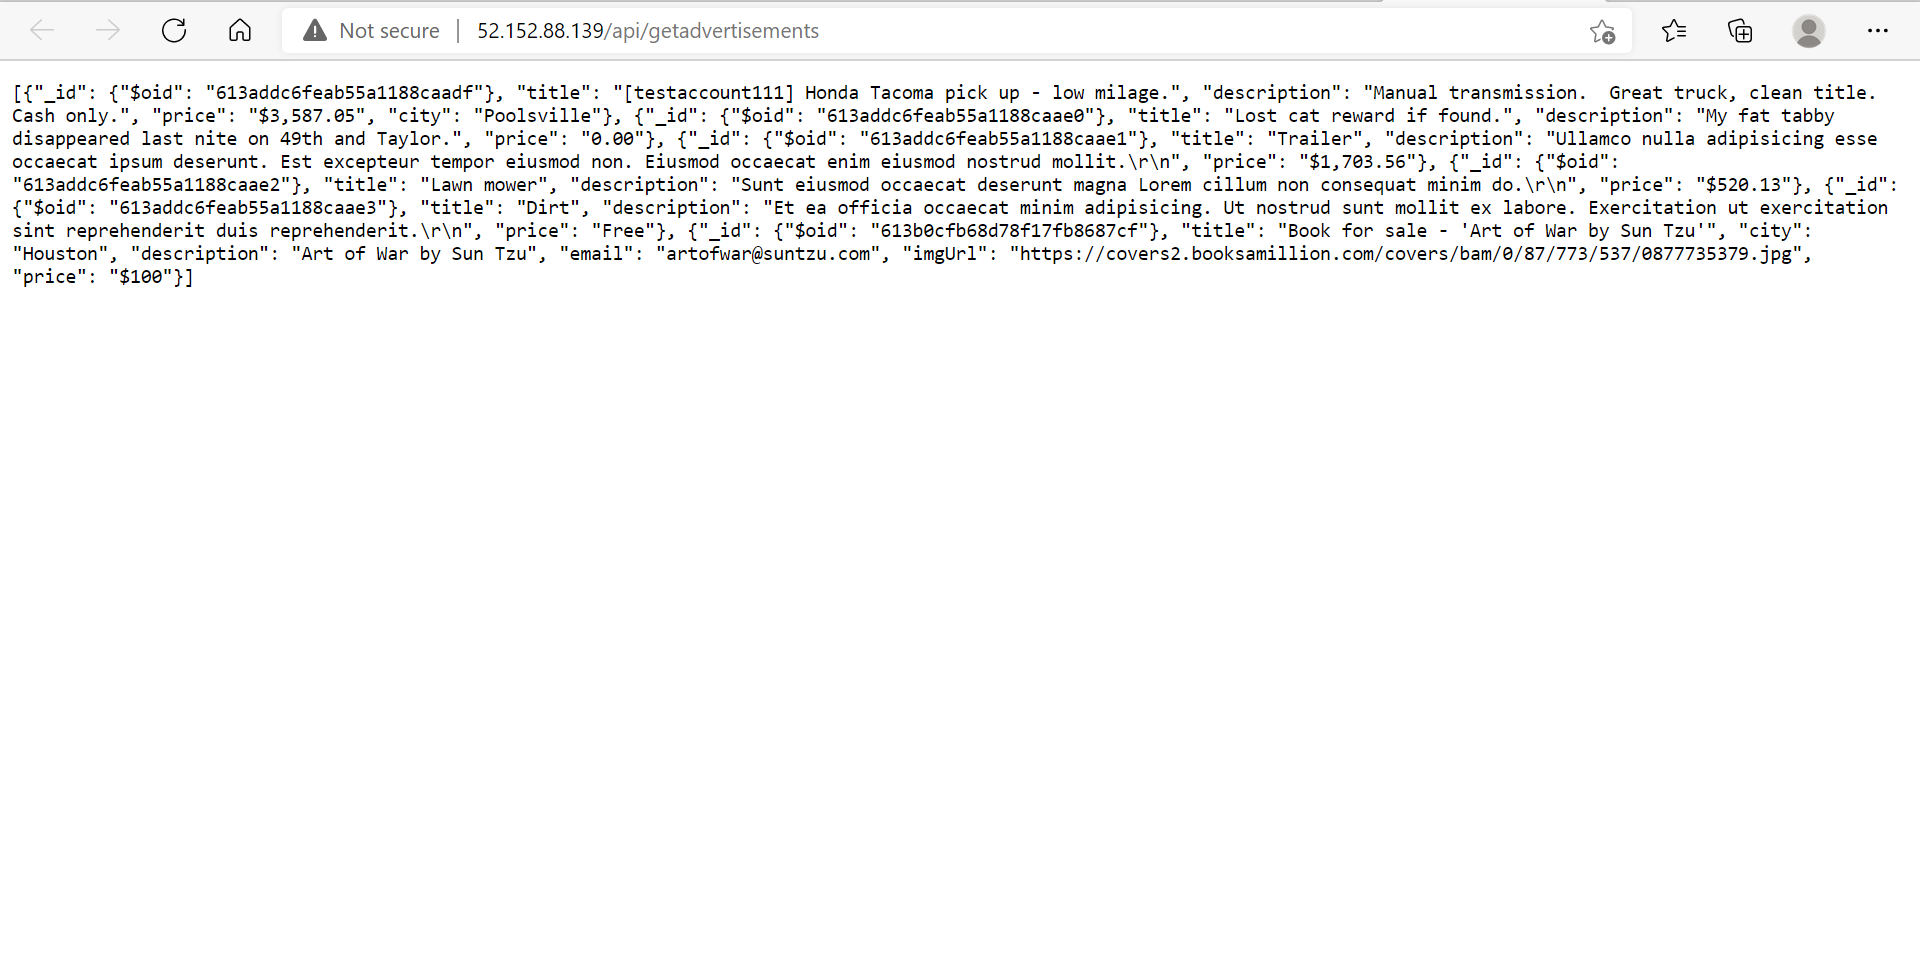 Not secure | 52.152.88.139/api/getadvertisements
[{"_id": {"$oid": "613addc6feab55a1188caadf"}, "title": "[testaccount111] Honda Tacoma pick up - low milage.", "description": "Manual transmission.  Great truck, clean title.
Cash only.", "price": "$3,587.05", "city": "Poolsville"}, {"_id": {"$oid": "613addc6feab55a1188caae0"}, "title": "Lost cat reward if found.", "description": "My fat tabby
disappeared last nite on 49th and Taylor.", "price": "0.00"}, {"_id": {"$oid": "613addc6feab55a1188caae1"}, "title": "Trailer", "description": "Ullamco nulla adipisicing esse
occaecat ipsum deserunt. Est excepteur tempor eiusmod non. Eiusmod occaecat enim eiusmod nostrud mollit.\r\n", "price": "$1,703.56"}, {"_id": {"$oid":
"613addc6feab55a1188caae2"}, "title": "Lawn mower", "description": "Sunt eiusmod occaecat deserunt magna Lorem cillum non consequat minim do.\r\n", "price": "$520.13"}, {"_id":
{"$oid": "613addc6feab55a1188caae3"}, "title": "Dirt", "description": "Et ea officia occaecat minim adipisicing. Ut nostrud sunt mollit ex labore. Exercitation ut exercitation
sint reprehenderit duis reprehenderit.\r\n", "price": "Free"}, {"_id": {"$oid": "613b0cfb68d78f17fb8687cf"}, "title": "Book for sale - 'Art of War by Sun Tzu'", "city":
"Houston", "description": "Art of War by Sun Tzu", "email": "artofwar@suntzu.com", "imgUrl": "https://covers2.booksamillion.com/covers/bam/0/87/773/537/0877735379.jpg",
"price": "$100"}]